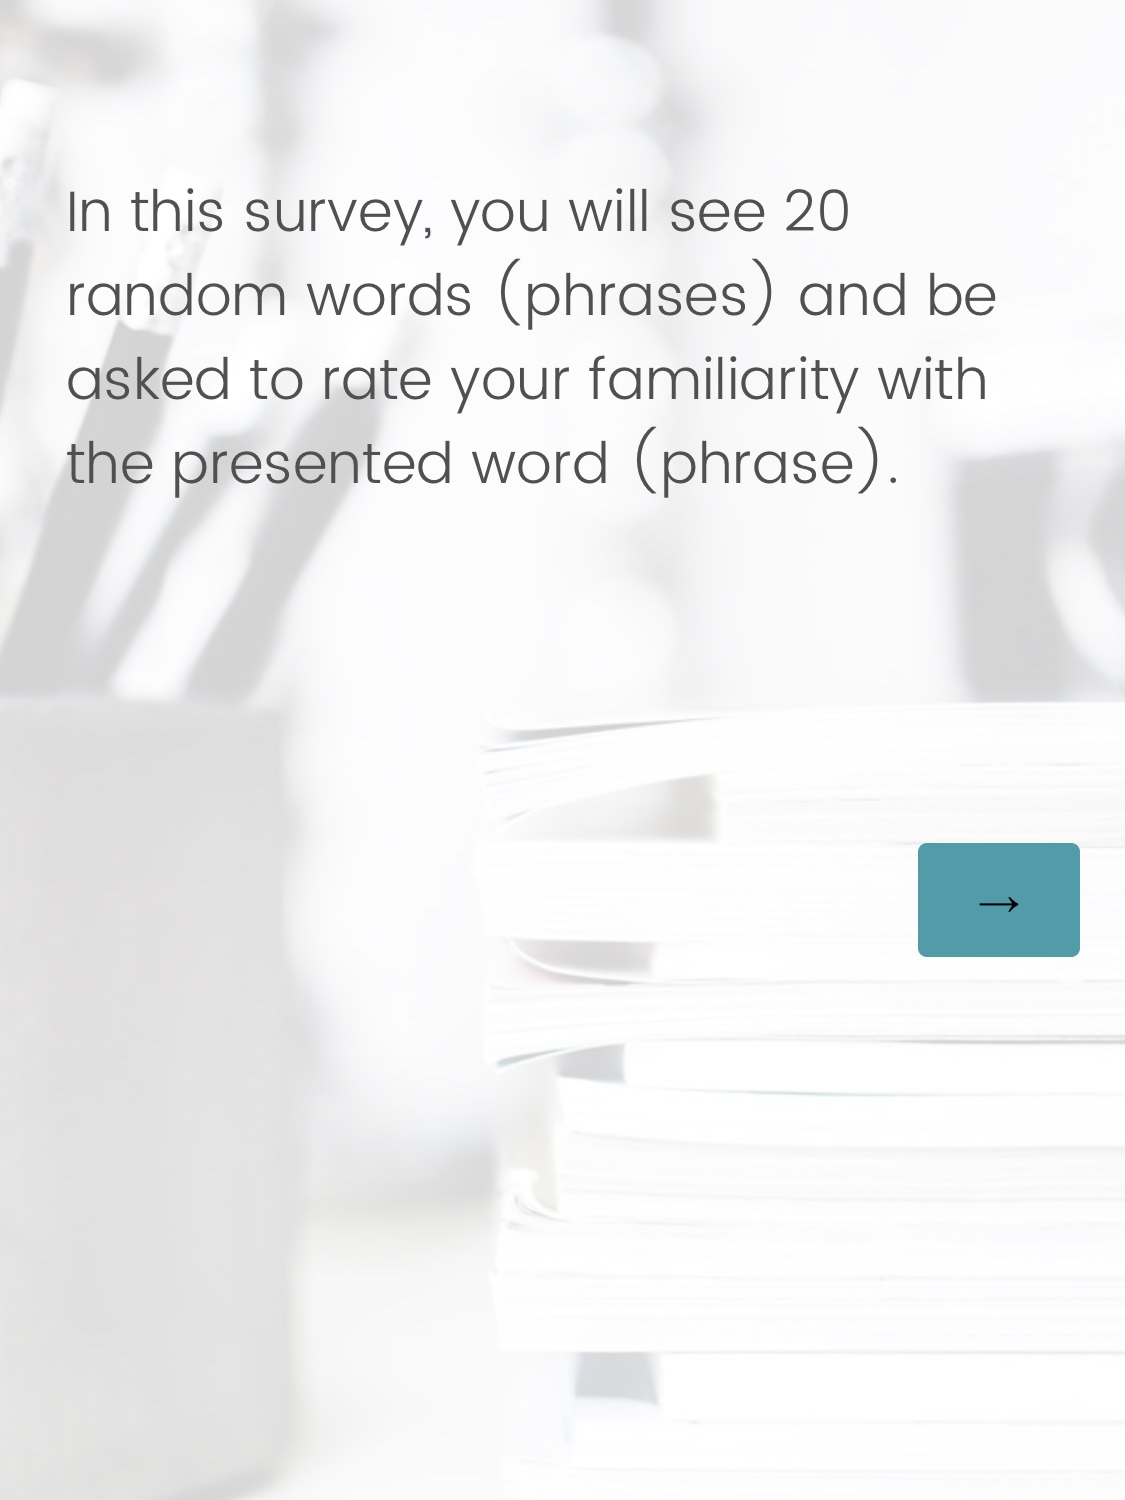 In this survey, you will see 20
random words (phrases) and be
asked to rate your familiarity with
the presented word (phrase).
→